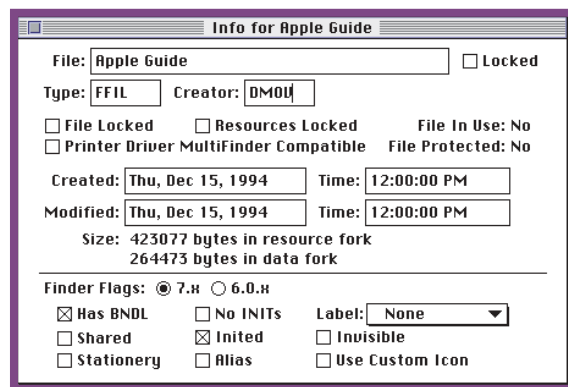 Info for Apple Guide
File: Apple Guide Locked
Type: FFIL Creator: DMOV
File Locked Resources Locked File In Use: No
Printer Driver MultiFinder Compatible File Protected: No
Created: Thu, Dec 15, 1994 Time: 12:00:00 PM
Modified: Thu, Dec 15, 1994 Time: 12:00:00 PM
Size: 423077 bytes in resource fork
264473 bytes in data fork
Finder Flags: 7.x 6.0.x
Has BNDL No INITs Label: None
Shared Inited Invisible
Stationery Alias Use Custom Icon